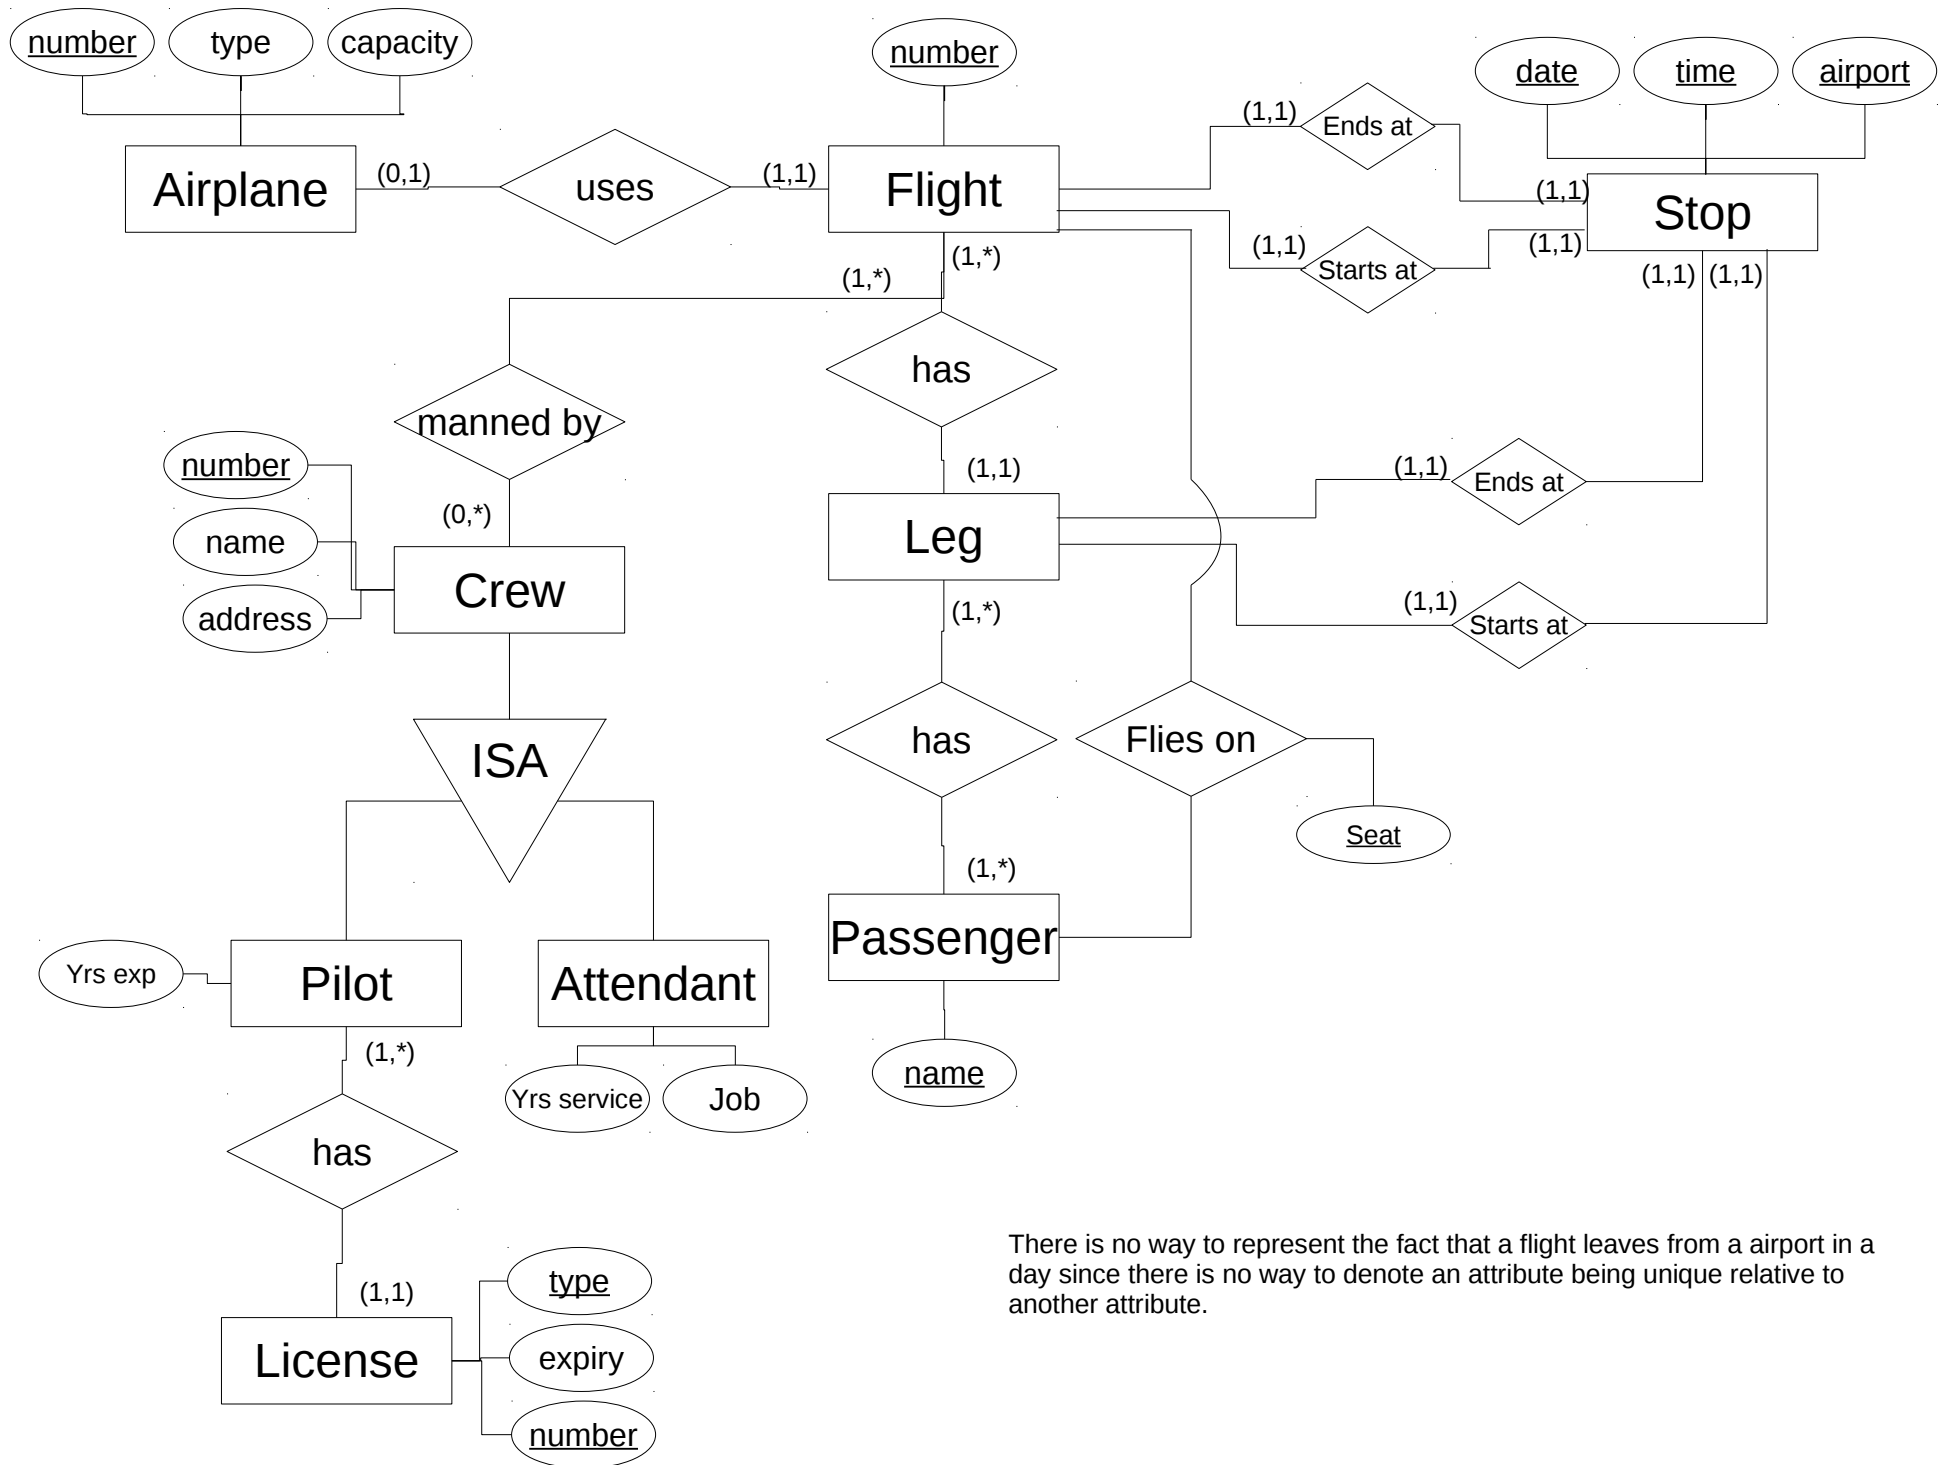 number
type
capacity
number
date
time
airport
(1,1)
Ends at
Airplane
(0,1)
uses
(1,1)
Flight
(1,1)
Stop
(1,1)
Starts at
(1,1)
(1,*)
(1,*)
(1,1)
(1,1)
has
manned by
number
(1,1)
(1,1)
Ends at
(0,*)
name
Leg
Crew
address
(1,*)
(1,1)
Starts at
ISA
has
Flies on
Seat
(1,*)
Passenger
Yrs exp
Pilot
Attendant
(1,*)
name
Yrs service
Job
has
There is no way to represent the fact that a flight leaves from a airport in a
day since there is no way to denote an attribute being unique relative to
another attribute.
type
(1,1)
License
expiry
number